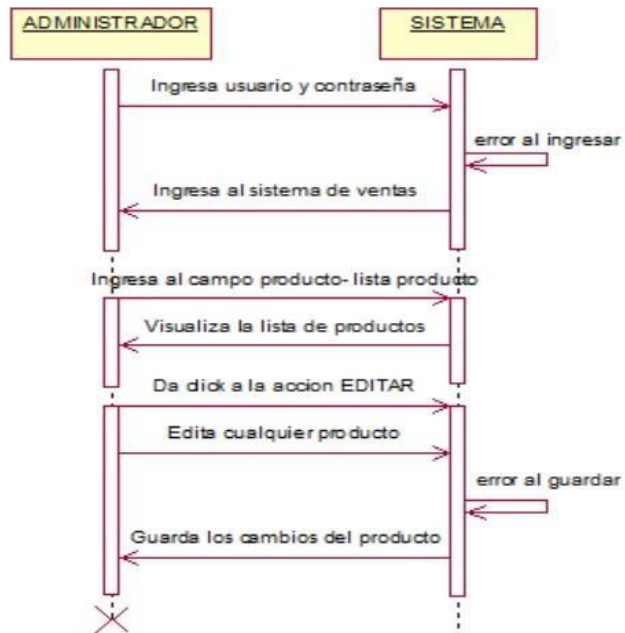 ADMINISTRADOR
SISTEMA
Ingresa usuario y contraseña
error al ingresar
Ingresa al sistema de ventas
Ingresa al campo producto- lista producto
Visualiza la lista de productos
Da click a la accion EDITAR
Edita cualquier producto
error al guardar
Guarda los cambios del producto